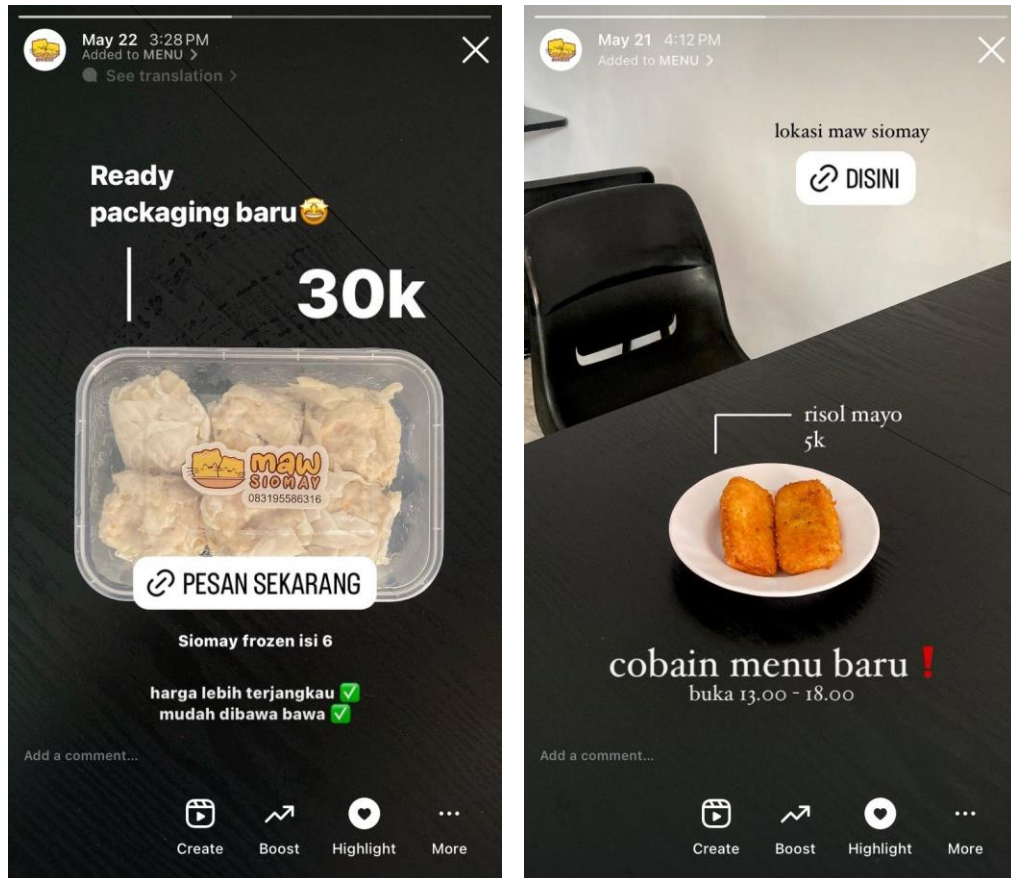 May 22 3:28 PM
Added to MENU >
See translation >
Ready
packaging baru🤩
30k
maw
SIOMAY
083195586316
PESAN SEKARANG
Siomay frozen isi 6
harga lebih terjangkau ✅
mudah dibawa bawa ✅
Add a comment...
Create Boost Highlight More
May 21 4:12 PM
Added to MENU >
lokasi maw siomay
DISINI
risol mayo
5k
cobain menu baru❗
buka 13.00 - 18.00
Add a comment...
Create Boost Highlight More